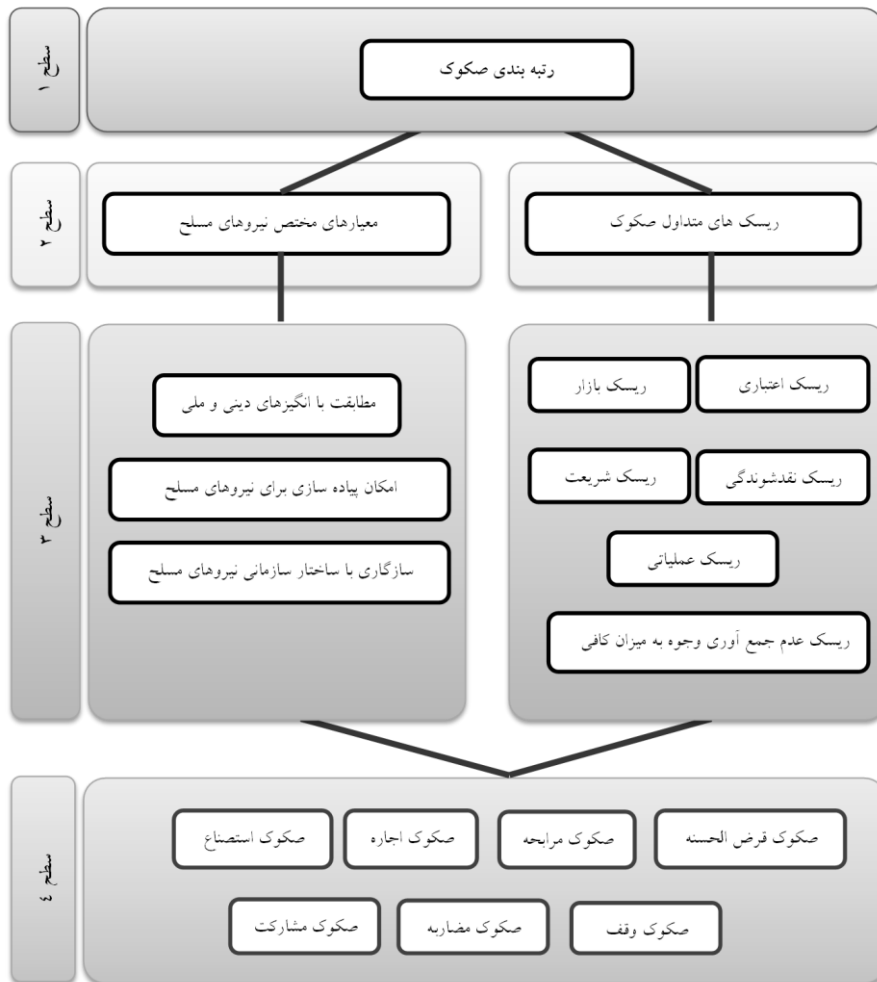 سطح ۱
رتبه بندی صکوک
سطح ۲
ریسک های متداول صکوک
معیارهای مختص نیروهای مسلح
سطح ۳
ریسک اعتباری
ریسک بازار
ریسک نقدشوندگی
ریسک شریعت
ریسک عملیاتی
ریسک عدم جمع آوری وجوه به میزان کافی
مطابقت با انگیزهای دینی و ملی
امکان پیاده سازی برای نیروهای مسلح
سازگاری با ساختار سازمانی نیروهای مسلح
سطح ٤
صکوک قرض الحسنه
صکوک مرابحه
صکوک اجاره
صکوک استصناع
صکوک وقف
صکوک مضاربه
صکوک مشارکت